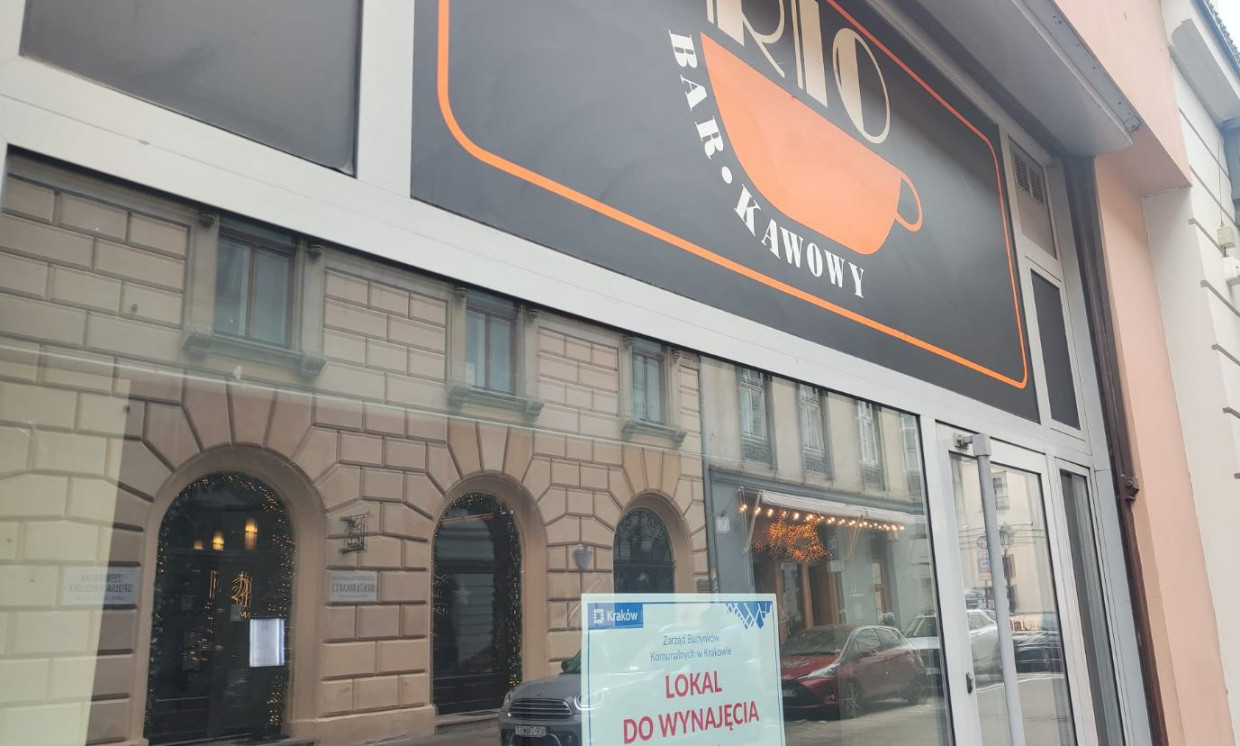 RIO
BAR • KAWOWY
Kraków
Zarząd Budynków
Komunalnych w Krakowie
LOKAL
DO WYNAJĘCIA